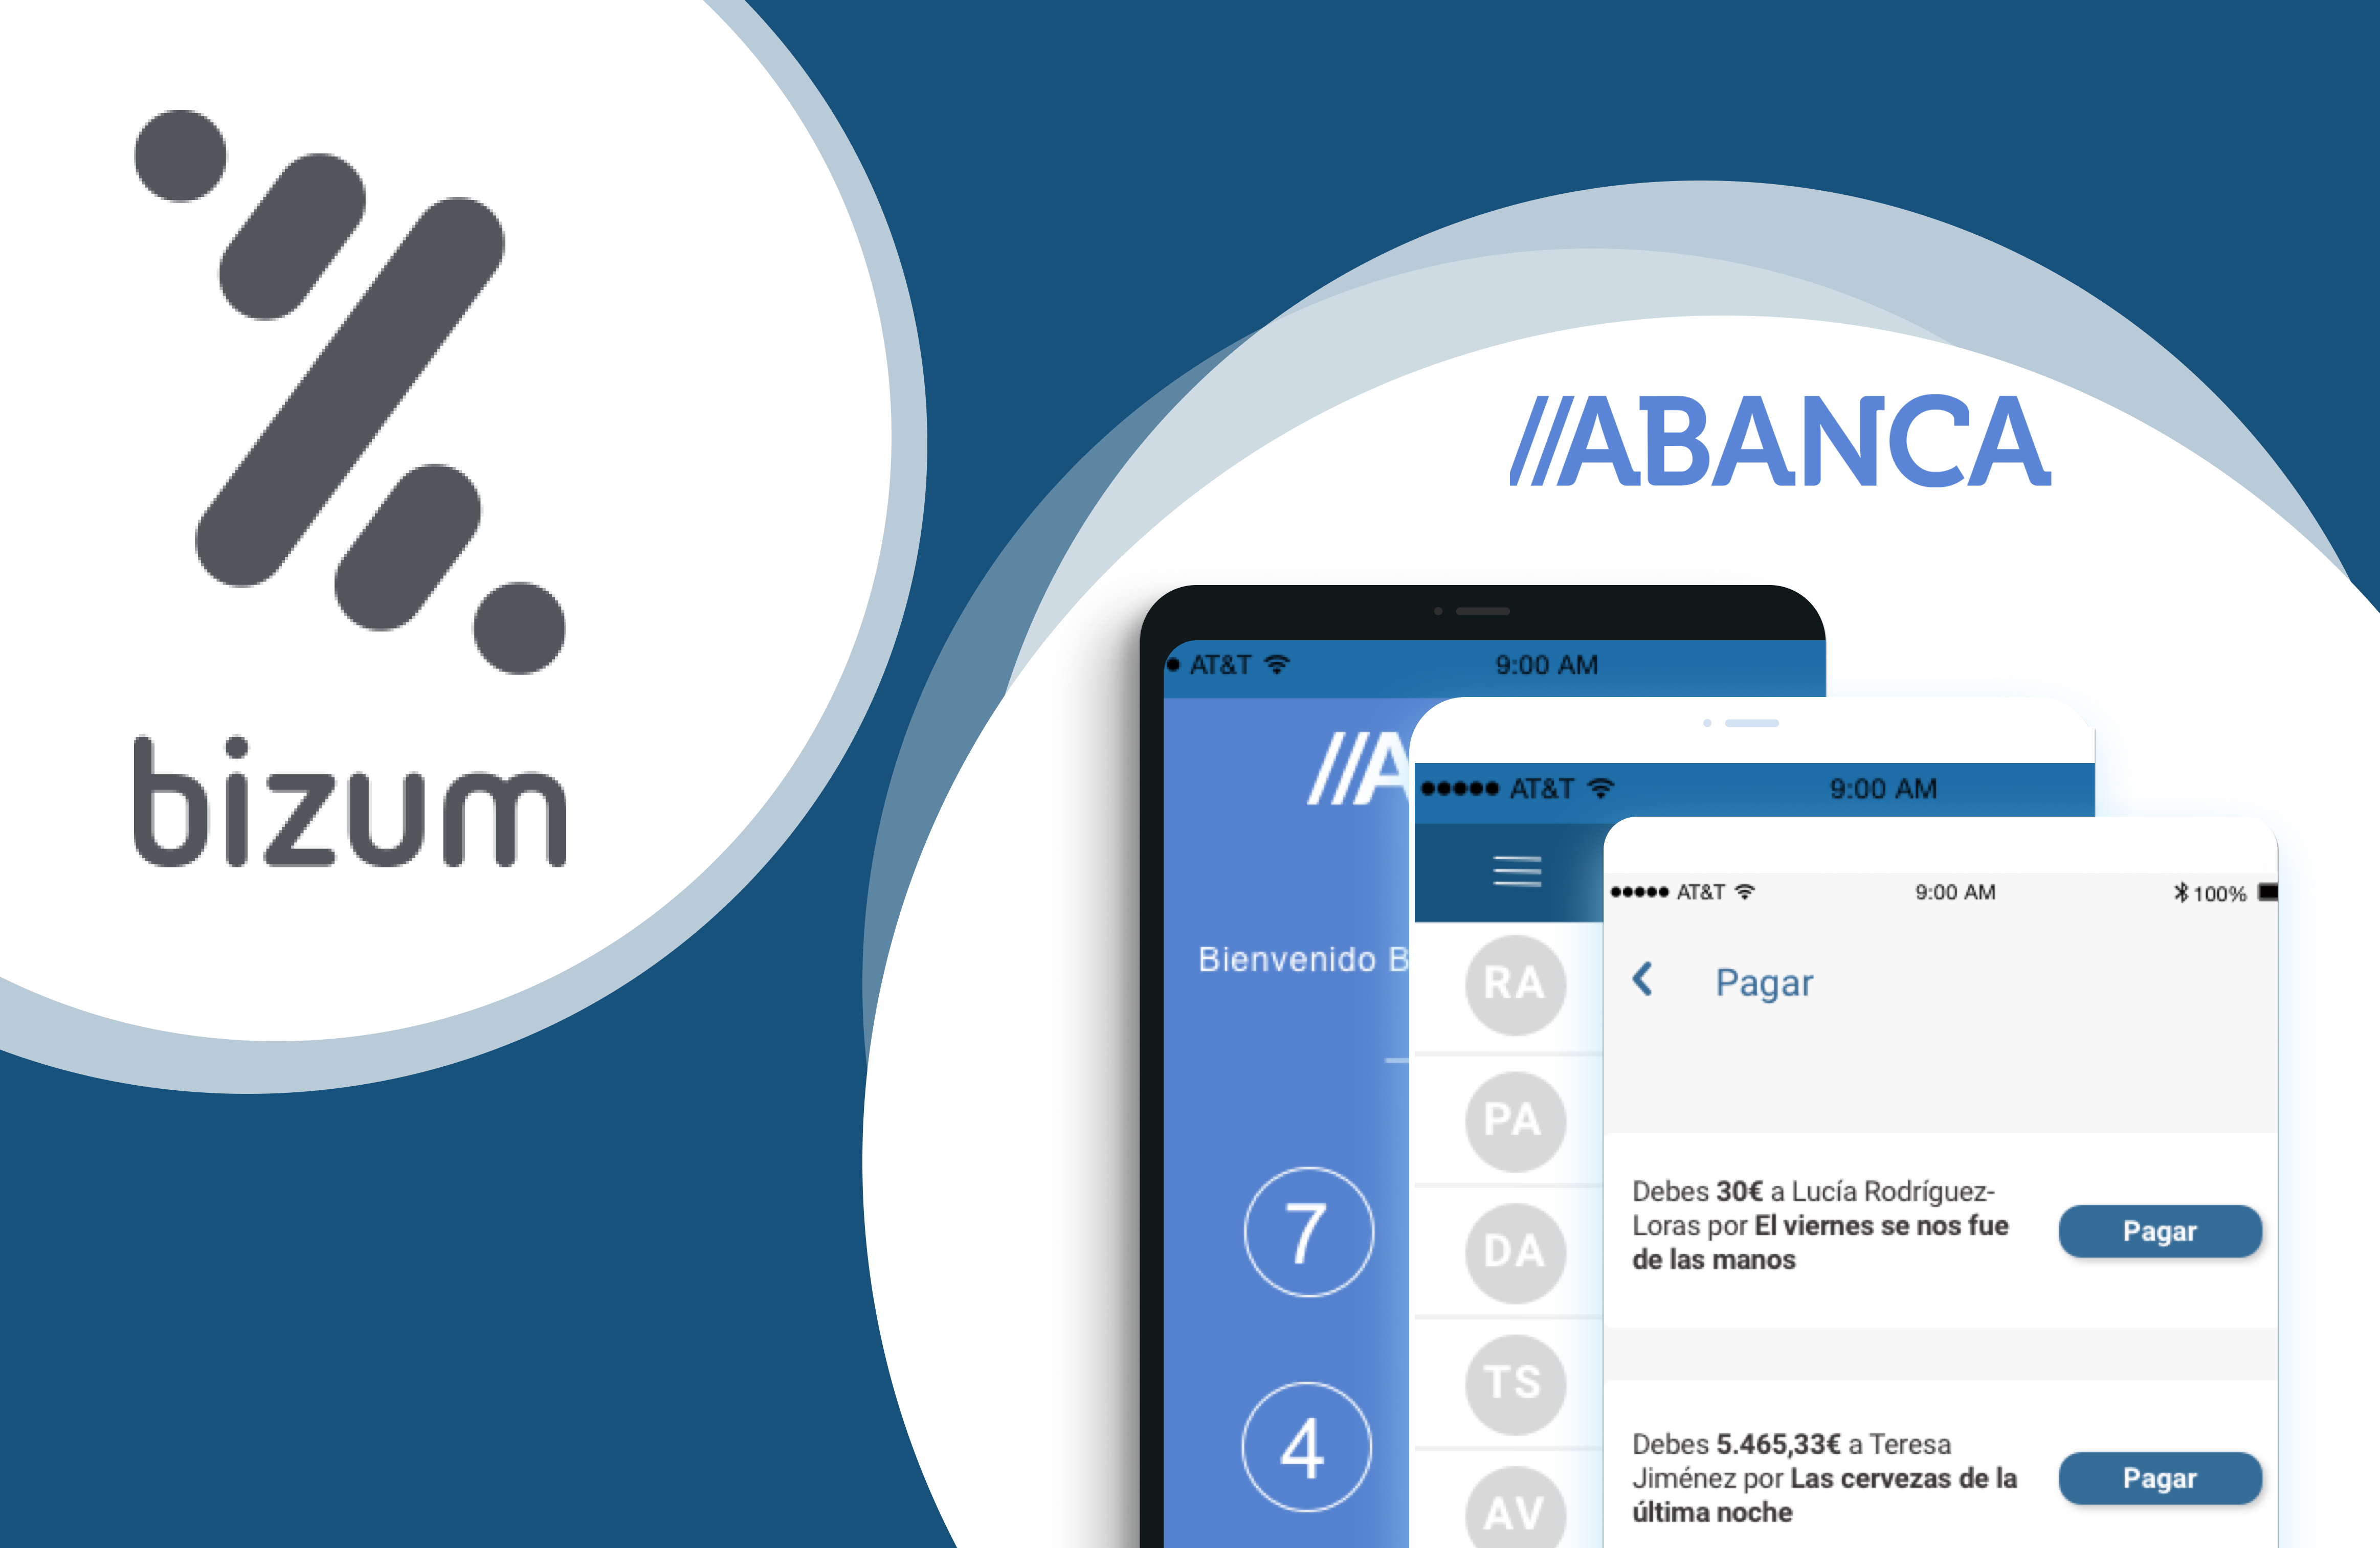 bizum
ABANCA
AT&T 9:00 AM
A
Bienvenido B
7
4
AT&T 9:00 AM
RA
PA
DA
TS
AV
AT&T 9:00 AM 100%
Pagar
Debes 30€ a Lucía Rodríguez-
Loras por El viernes se nos fue
de las manos
Pagar
Debes 5.465,33€ a Teresa
Jiménez por Las cervezas de la
última noche
Pagar